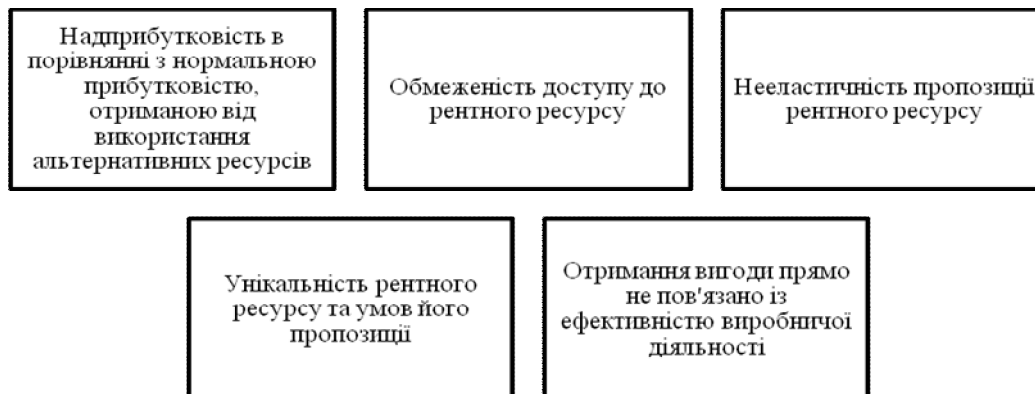 Надприбутковість в
порівнянні з нормальною
прибутковістю,
отриманою від
використання
альтернативних ресурсів
Обмеженість доступу до
рентного ресурсу
Нееластичність пропозиції
рентного ресурсу
Унікальність рентного
ресурсу та умов його
пропозиції
Отримання вигоди прямо
не пов'язано із
ефективністю виробничої
діяльності